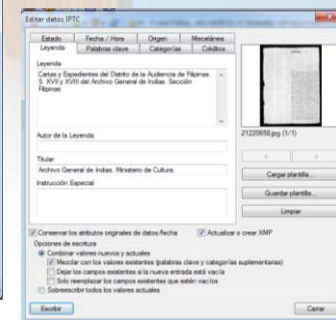 Editar datos IPTC
Estado Fecha / Hora Origen Misceláneos
Leyenda Palabras clave Categorías Créditos
Leyenda
Cartas y Expedientes del Distrito de la Audiencia de Filipinas.
S. XVII y XVIII del Archivo General de Indias. Sección
Filipinas
Autor de la Leyenda
Titular
Archivo General de Indias. Ministerio de Cultura.
Instrucción Especial
21220658.jpg (1/1)
Cargar plantilla...
Guardar plantilla...
Limpiar
Conservar los atributos originales de datos/fecha
Actualizar o crear XMP
Opciones de escritura
Combinar valores nuevos y actuales
Mezclar con los valores existentes (palabras clave y categorías suplementarias)
Dejar los campos existentes si la nueva entrada está vacía
Solo reemplazar los campos existentes que estén vacíos
Sobreescribir todos los valores actuales
Escribir
Cerrar